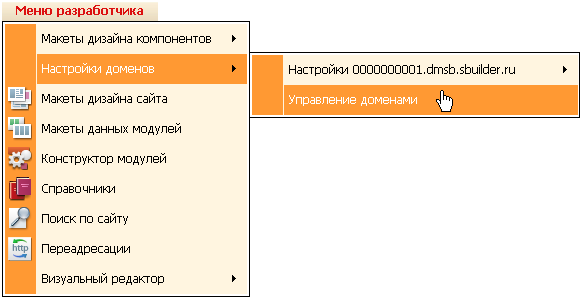 Меню разработчика
Макеты дизайна компонентов
Настройки доменов
Настройки 0000000001.dmsb.sbuilder.ru
Управление доменами
Макеты дизайна сайта
Макеты данных модулей
Конструктор модулей
Справочники
Поиск по сайту
http
Переадресации
Визуальный редактор